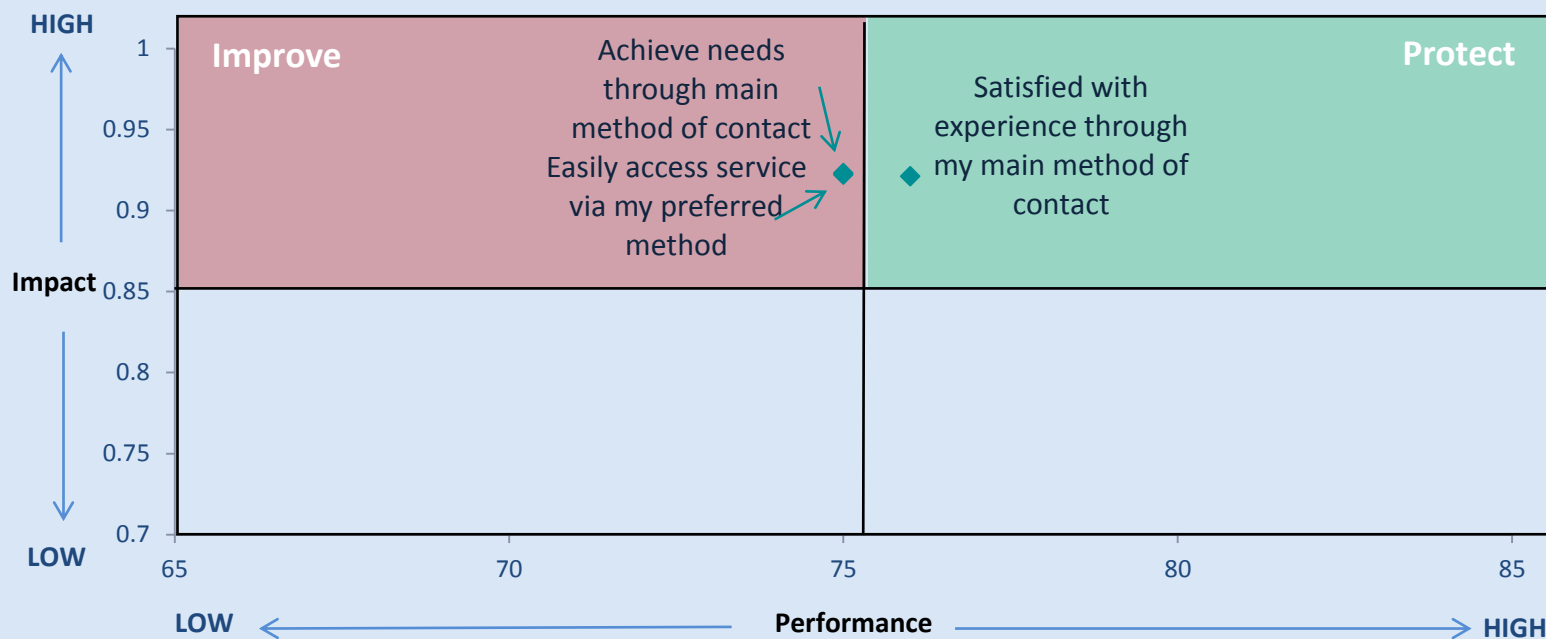 HIGH
1
Improve
Achieve needs
through main
method of contact
Easily access service
via my preferred
method
Protect
Satisfied with
experience through
my main method of
contact
0.95
0.9
Impact
0.85
0.8
0.75
0.7
LOW
65
70
75
80
85
LOW
Performance
HIGH